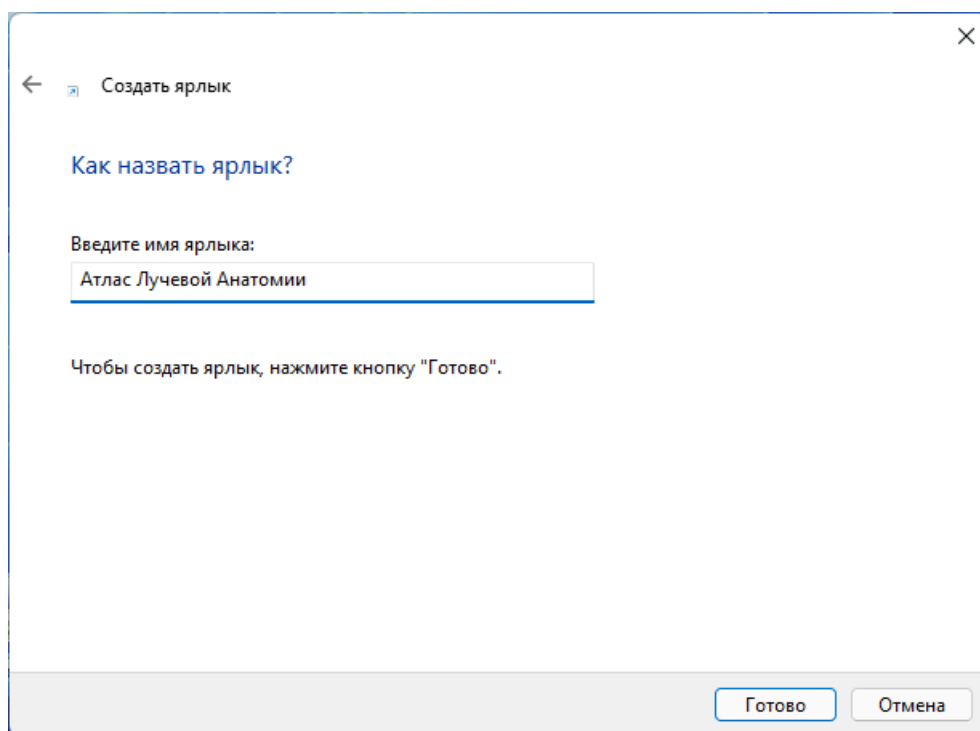 Создать ярлык
Как назвать ярлык?
Введите имя ярлыка:
Атлас Лучевой Анатомии
Чтобы создать ярлык, нажмите кнопку "Готово".
Готово
Отмена